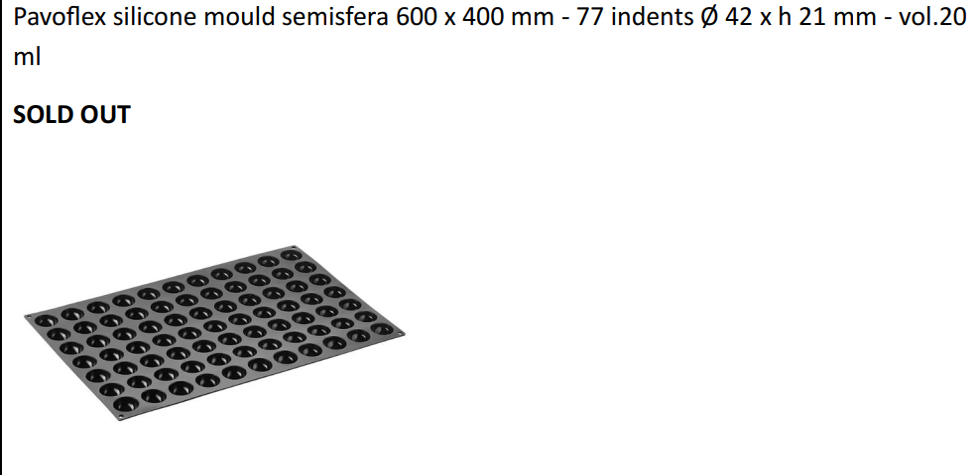 Pavoflex silicone mould semisfera 600 x 400 mm - 77 indents Ø 42 x h 21 mm - vol.20
ml
SOLD OUT